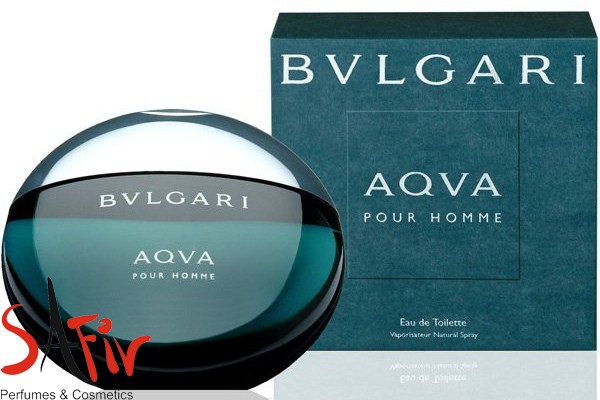 BVLGARI
AQVA
POUR HOMME
Eau de Toilette
Vaporisateur Natural Spray
BVLGARI
AQVA
POUR HOMME
SAFir
Perfumes & Cosmetics